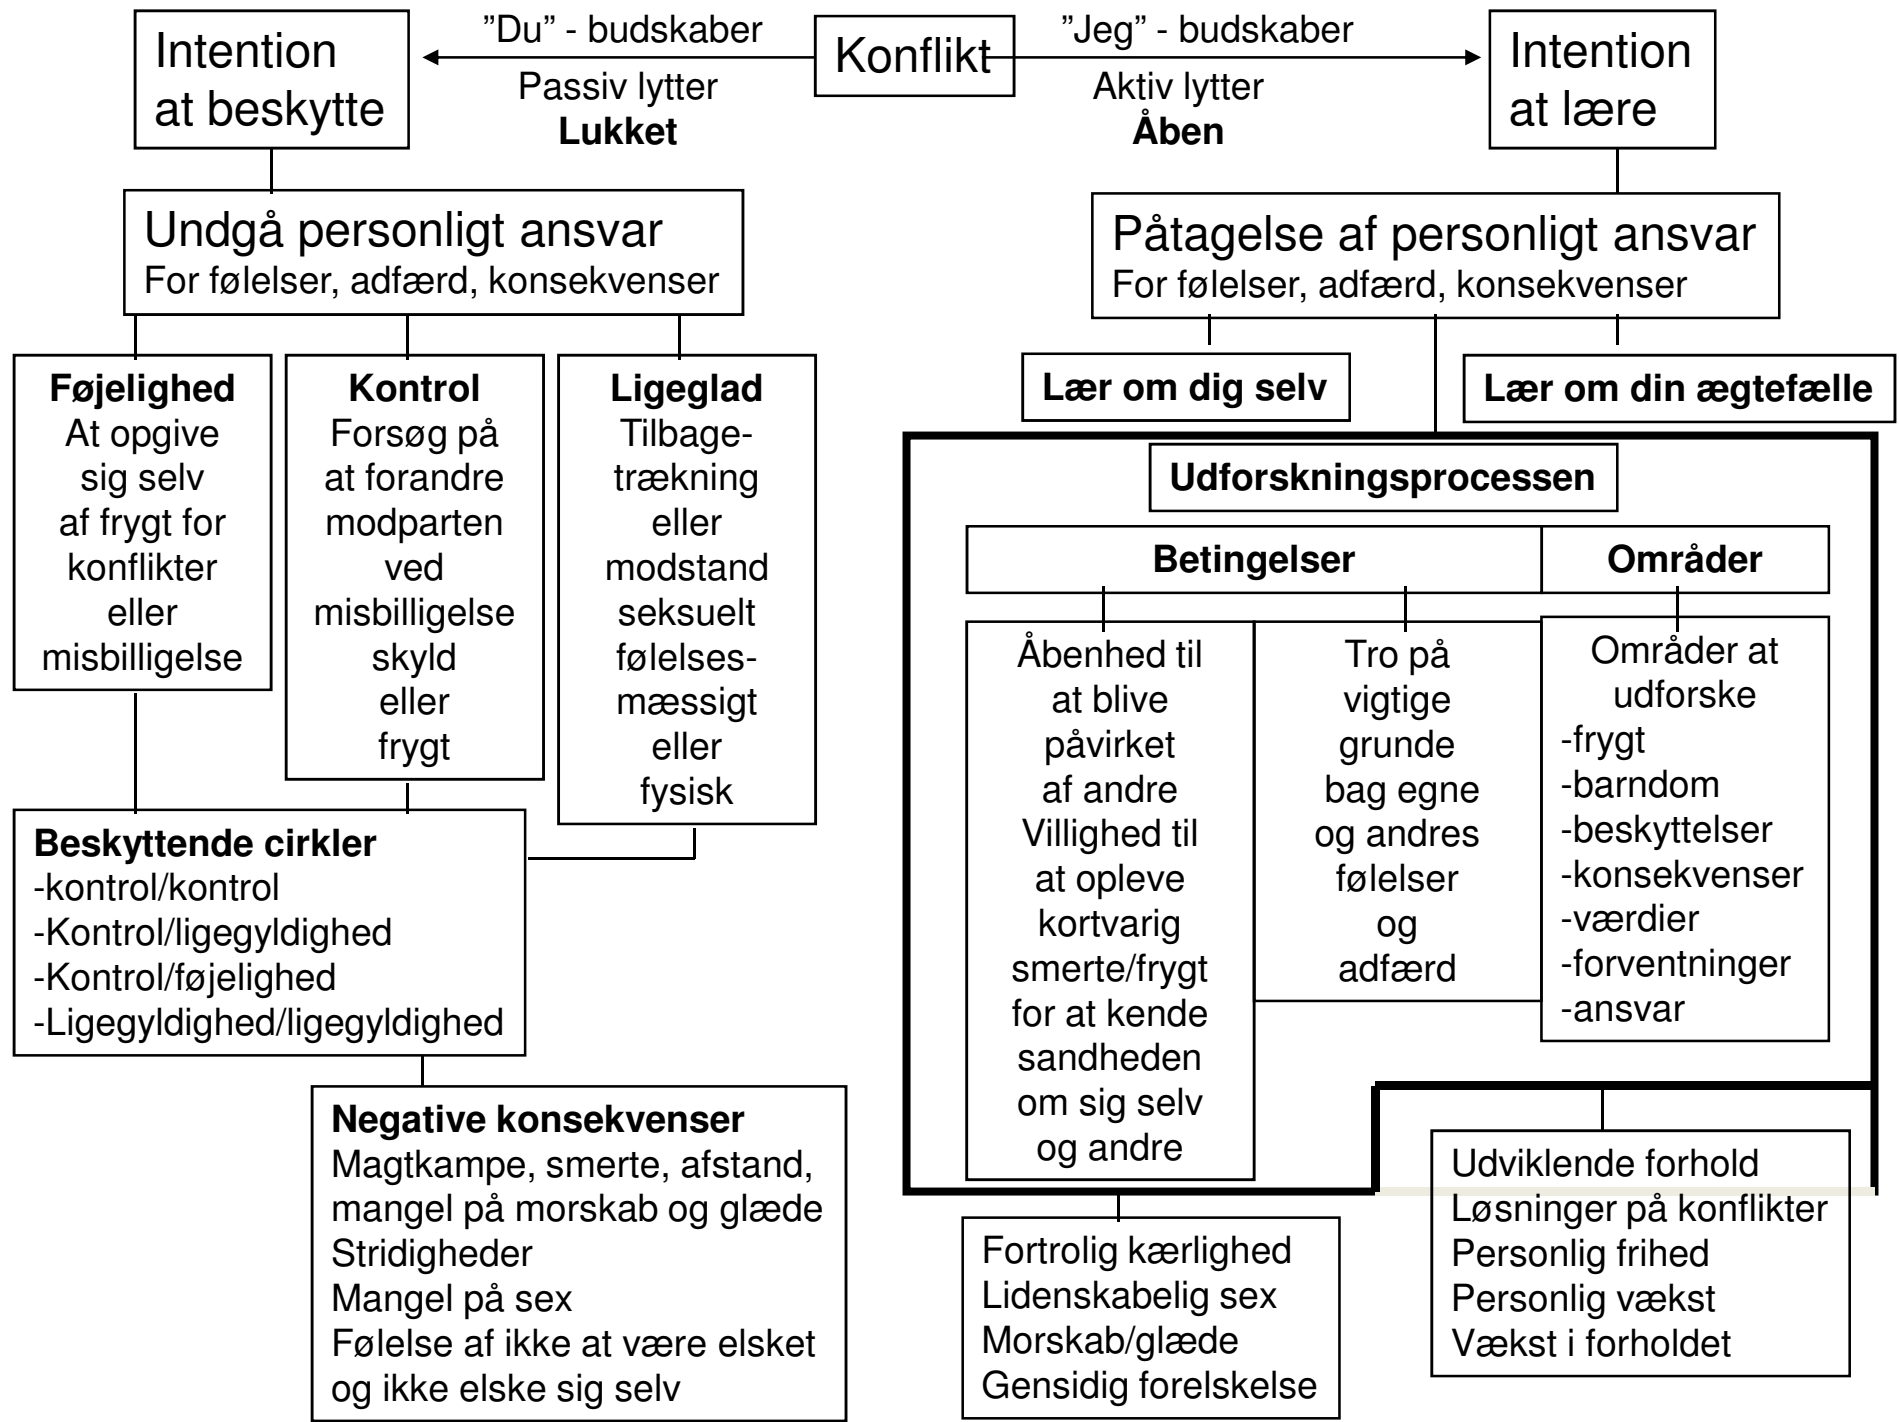 Intention
at beskytte
”Du” - budskaber
Passiv lytter
Lukket
Konflikt
”Jeg” - budskaber
Aktiv lytter
Åben
Intention
at lære
Undgå personligt ansvar
For følelser, adfærd, konsekvenser
Føjelighed
At opgive
sig selv
af frygt for
konflikter
eller
misbilligelse
Kontrol
Forsøg på
at forandre
modparten
ved
misbilligelse
skyld
eller
frygt
Ligeglad
Tilbage-
trækning
eller
modstand
seksuelt
følelses-
mæssigt
eller
fysisk
Beskyttende cirkler
-kontrol/kontrol
-Kontrol/ligegyldighed
-Kontrol/føjelighed
-Ligegyldighed/ligegyldighed
Negative konsekvenser
Magtkampe, smerte, afstand,
mangel på morskab og glæde
Stridigheder
Mangel på sex
Følelse af ikke at være elsket
og ikke elske sig selv
Påtagelse af personligt ansvar
For følelser, adfærd, konsekvenser
Lær om dig selv
Lær om din ægtefælle
Udforskningsprocessen
Betingelser
Områder
Åbenhed til
at blive
påvirket
af andre
Villighed til
at opleve
kortvarig
smerte/frygt
for at kende
sandheden
om sig selv
og andre
Tro på
vigtige
grunde
bag egne
og andres
følelser
og
adfærd
Områder at
udforske
-frygt
-barndom
-beskyttelser
-konsekvenser
-værdier
-forventninger
-ansvar
Fortrolig kærlighed
Lidenskabelig sex
Morskab/glæde
Gensidig forelskelse
Udviklende forhold
Løsninger på konflikter
Personlig frihed
Personlig vækst
Vækst i forholdet